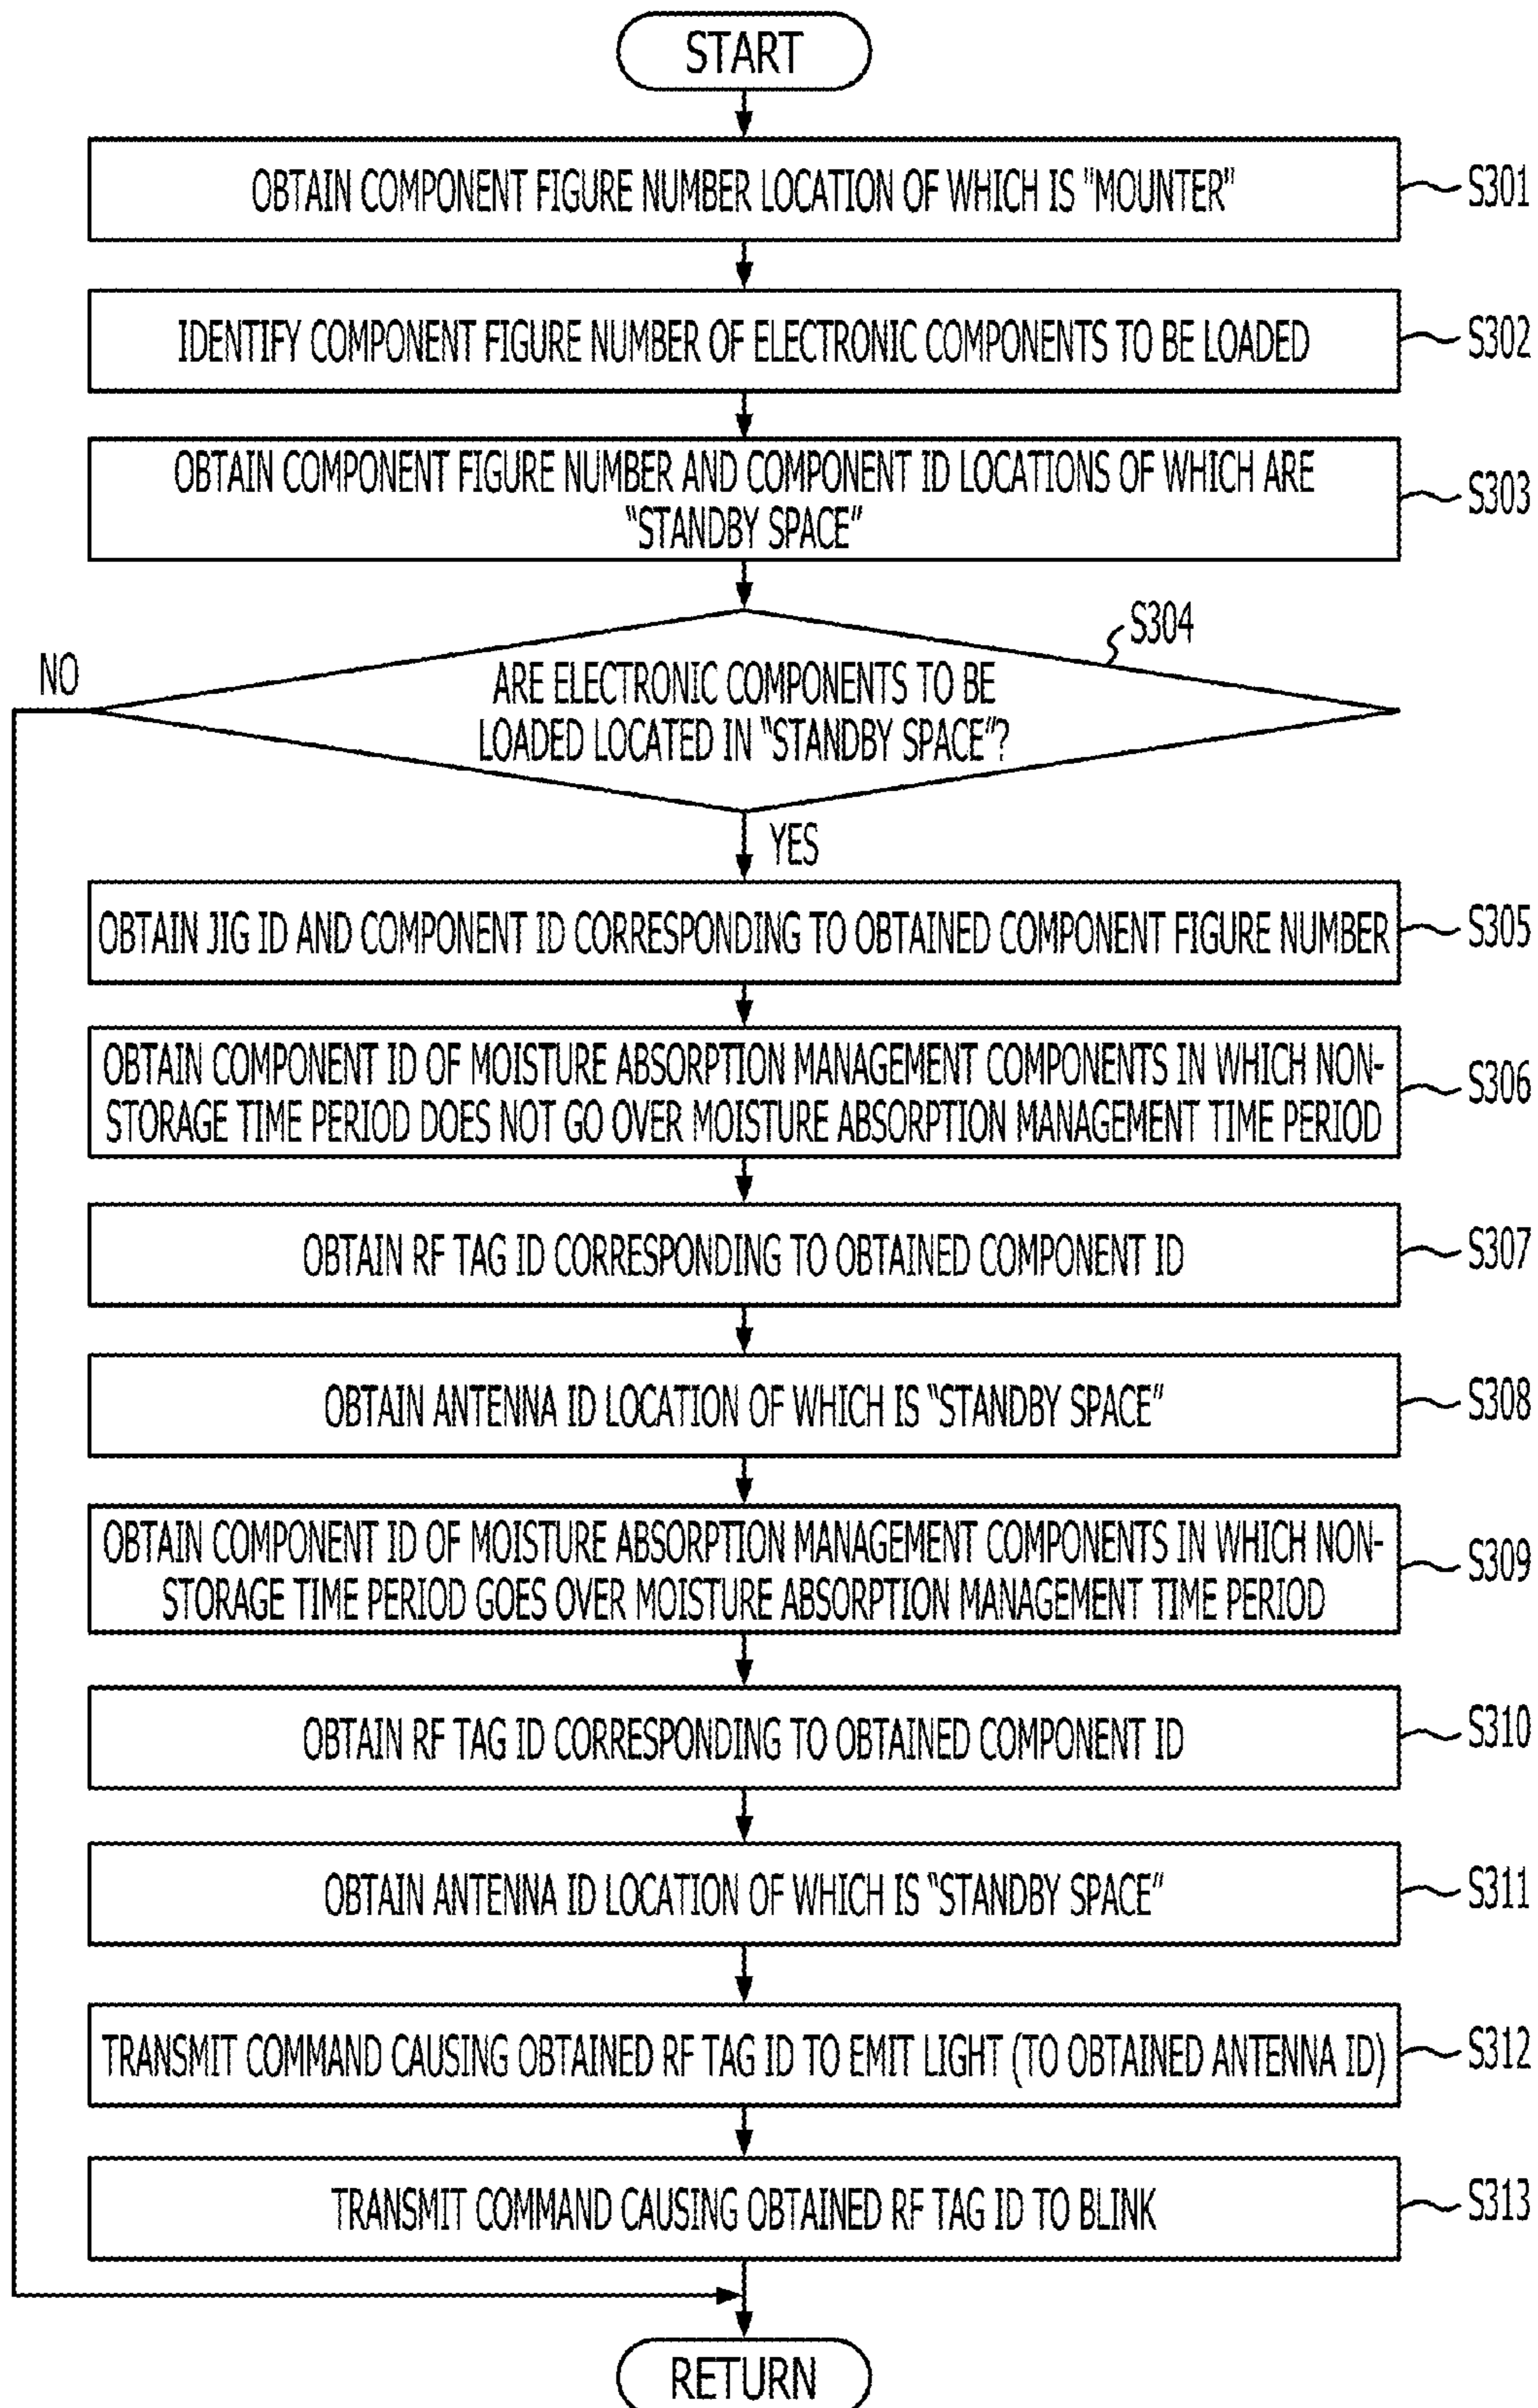 START
OBTAIN COMPONENT FIGURE NUMBER LOCATION OF WHICH IS "MOUNTER"
S301
IDENTIFY COMPONENT FIGURE NUMBER OF ELECTRONIC COMPONENTS TO BE LOADED
S302
OBTAIN COMPONENT FIGURE NUMBER AND COMPONENT ID LOCATIONS OF WHICH ARE
“STANDBY SPACE”
S303
S304
NO
ARE ELECTRONIC COMPONENTS TO BE
LOADED LOCATED IN “STANDBY SPACE”?
YES
OBTAIN JIG ID AND COMPONENT ID CORRESPONDING TO OBTAINED COMPONENT FIGURE NUMBER
S305
OBTAIN COMPONENT ID OF MOISTURE ABSORPTION MANAGEMENT COMPONENTS IN WHICH NON-
STORAGE TIME PERIOD DOES NOT GO OVER MOISTURE ABSORPTION MANAGEMENT TIME PERIOD
S306
OBTAIN RF TAG ID CORRESPONDING TO OBTAINED COMPONENT ID
S307
OBTAIN ANTENNA ID LOCATION OF WHICH IS “STANDBY SPACE”
S308
OBTAIN COMPONENT ID OF MOISTURE ABSORPTION MANAGEMENT COMPONENTS IN WHICH NON-
STORAGE TIME PERIOD GOES OVER MOISTURE ABSORPTION MANAGEMENT TIME PERIOD
S309
OBTAIN RF TAG ID CORRESPONDING TO OBTAINED COMPONENT ID
S310
OBTAIN ANTENNA ID LOCATION OF WHICH IS “STANDBY SPACE”
S311
TRANSMIT COMMAND CAUSING OBTAINED RF TAG ID TO EMIT LIGHT (TO OBTAINED ANTENNA ID)
S312
TRANSMIT COMMAND CAUSING OBTAINED RF TAG ID TO BLINK
S313
RETURN